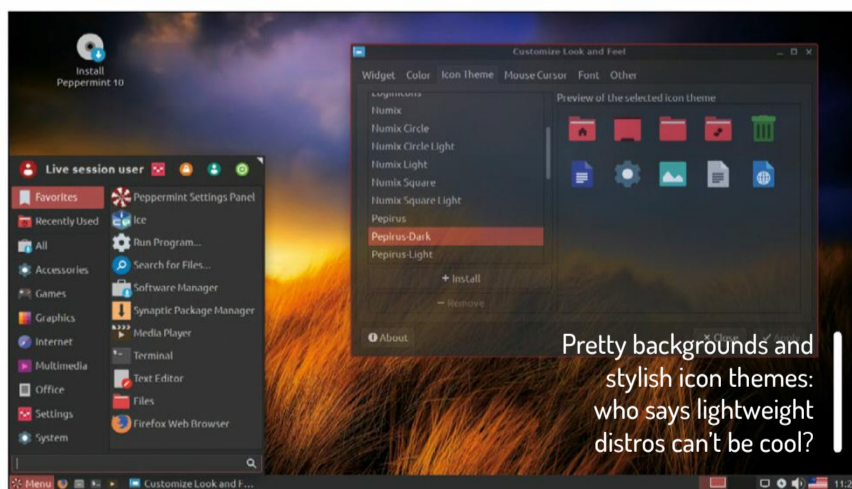 Install
Peppermint 10
Customize Look and Feel
Widget Color Icon Theme Mouse Cursor Font Other
LoginIcons
Numix
Numix Circle
Numix Circle Light
Numix Light
Numix Square
Numix Square Light
Pepirus
Pepirus-Dark
Pepirus-Light
Install
Remove
Preview of the selected icon theme
About
Close
Live session user
Favorites
Recently Used
All
Accessories
Games
Graphics
Internet
Multimedia
Office
Settings
System
Peppermint Settings Panel
Ice
Run Program...
Search for Files...
Software Manager
Synaptic Package Manager
Media Player
Terminal
Text Editor
Files
Firefox Web Browser
Pretty backgrounds and
stylish icon themes:
who says lightweight
distros can't be cool?
Menu
Customize Look and F...